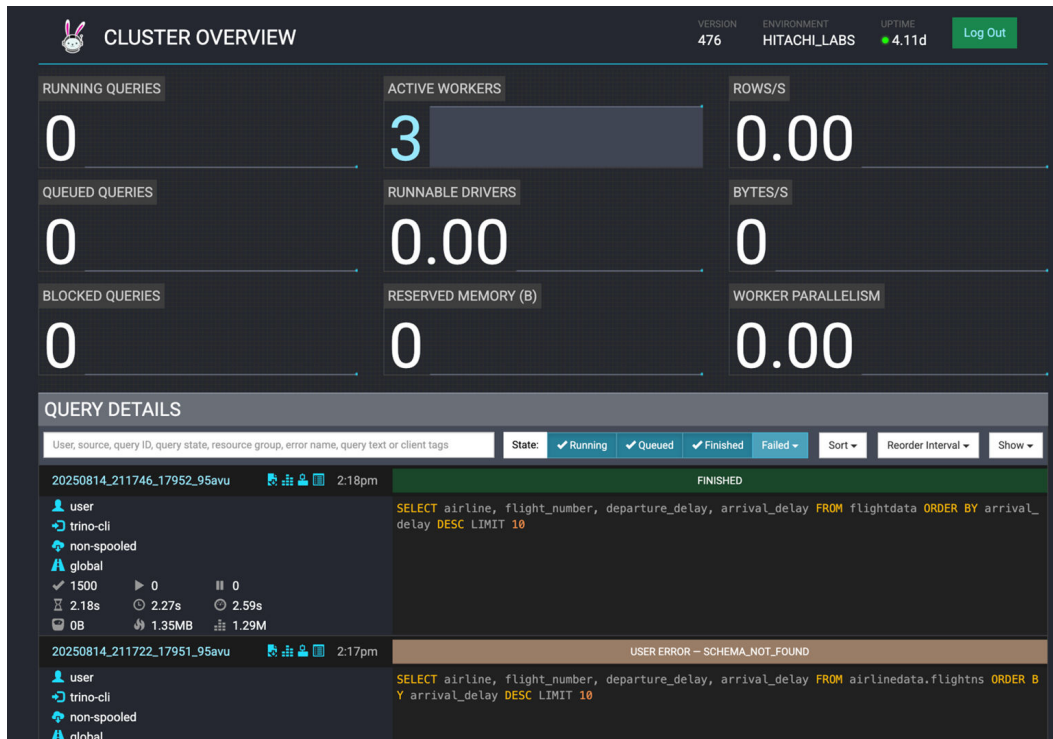 CLUSTER OVERVIEW
VERSION
476
ENVIRONMENT
HITACHI_LABS
UPTIME
4.11d
Log Out
RUNNING QUERIES
0
ACTIVE WORKERS
3
ROWS/S
0.00
QUEUED QUERIES
0
RUNNABLE DRIVERS
0.00
BYTES/S
0
BLOCKED QUERIES
0
RESERVED MEMORY (B)
0
WORKER PARALLELISM
0.00
QUERY DETAILS
User, source, query ID, query state, resource group, error name, query text or client tags
State: Running Queued Finished Failed
Sort
Reorder Interval
Show
20250814_211746_17952_95avu 2:18pm
FINISHED
user
trino-cli
non-spooled
global
1500 0 0
2.18s 2.27s 2.59s
0B 1.35MB 1.29M
SELECT airline, flight_number, departure_delay, arrival_delay FROM flightdata ORDER BY arrival_
delay DESC LIMIT 10
20250814_211722_17951_95avu 2:17pm
USER ERROR — SCHEMA_NOT_FOUND
user
trino-cli
non-spooled
global
SELECT airline, flight_number, departure_delay, arrival_delay FROM airlinedata.flightns ORDER B
Y arrival_delay DESC LIMIT 10